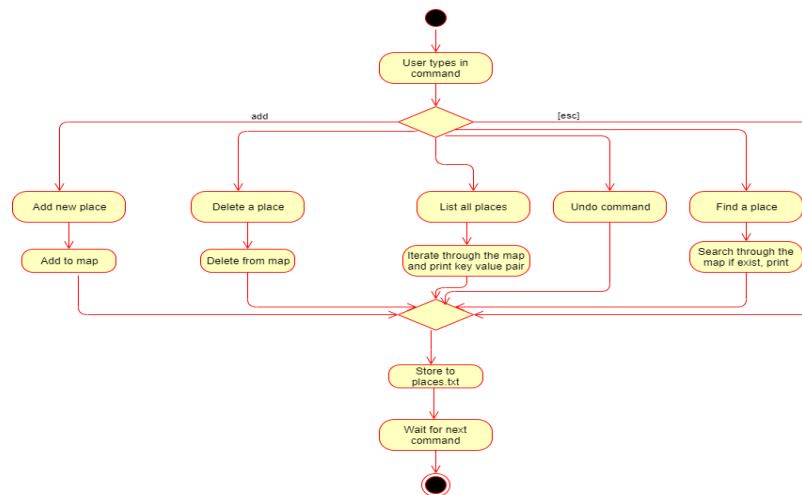 User types in
command
add
[esc]
Add new place
Delete a place
List all places
Undo command
Find a place
Add to map
Delete from map
Iterate through the map
and print key value pair
Search through the
map if exist, print
Store to
places.txt
Wait for next
command